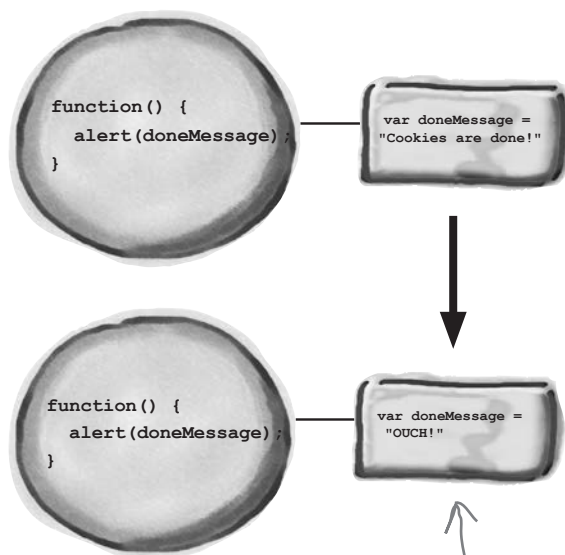 function() {
alert(doneMessage);
}
var doneMessage =
"Cookies are done!"
function() {
alert(doneMessage);
}
var doneMessage =
"OUCH!"